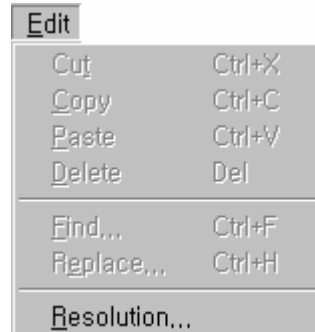 Edit
Cut Ctrl+X
Copy Ctrl+C
Paste Ctrl+V
Delete Del
Find... Ctrl+F
Replace... Ctrl+H
Resolution...